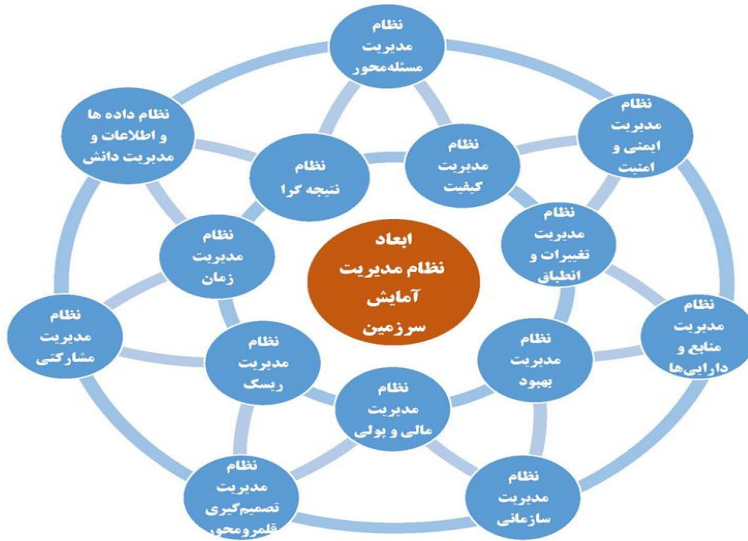 نظام
مدیریت
مسئله‌محور
نظام
مدیریت
ایمنی و
امنیت
نظام داده ها
و اطلاعات و
مدیریت دانش
نظام
نتیجه گرا
نظام
مدیریت
کیفیت
نظام
مدیریت
تغییرات و
انطباق
نظام
مدیریت
زمان
ابعاد
نظام مدیریت
آمایش
سرزمین
نظام
مدیریت
منابع و
دارایی‌ها
نظام
مدیریت
مشارکتی
نظام
مدیریت
ریسک
نظام
مدیریت
بهبود
نظام
مدیریت
مالی و پولی
نظام
مدیریت
تصمیم‌گیری
قلمرومحور
نظام
مدیریت
سازمانی